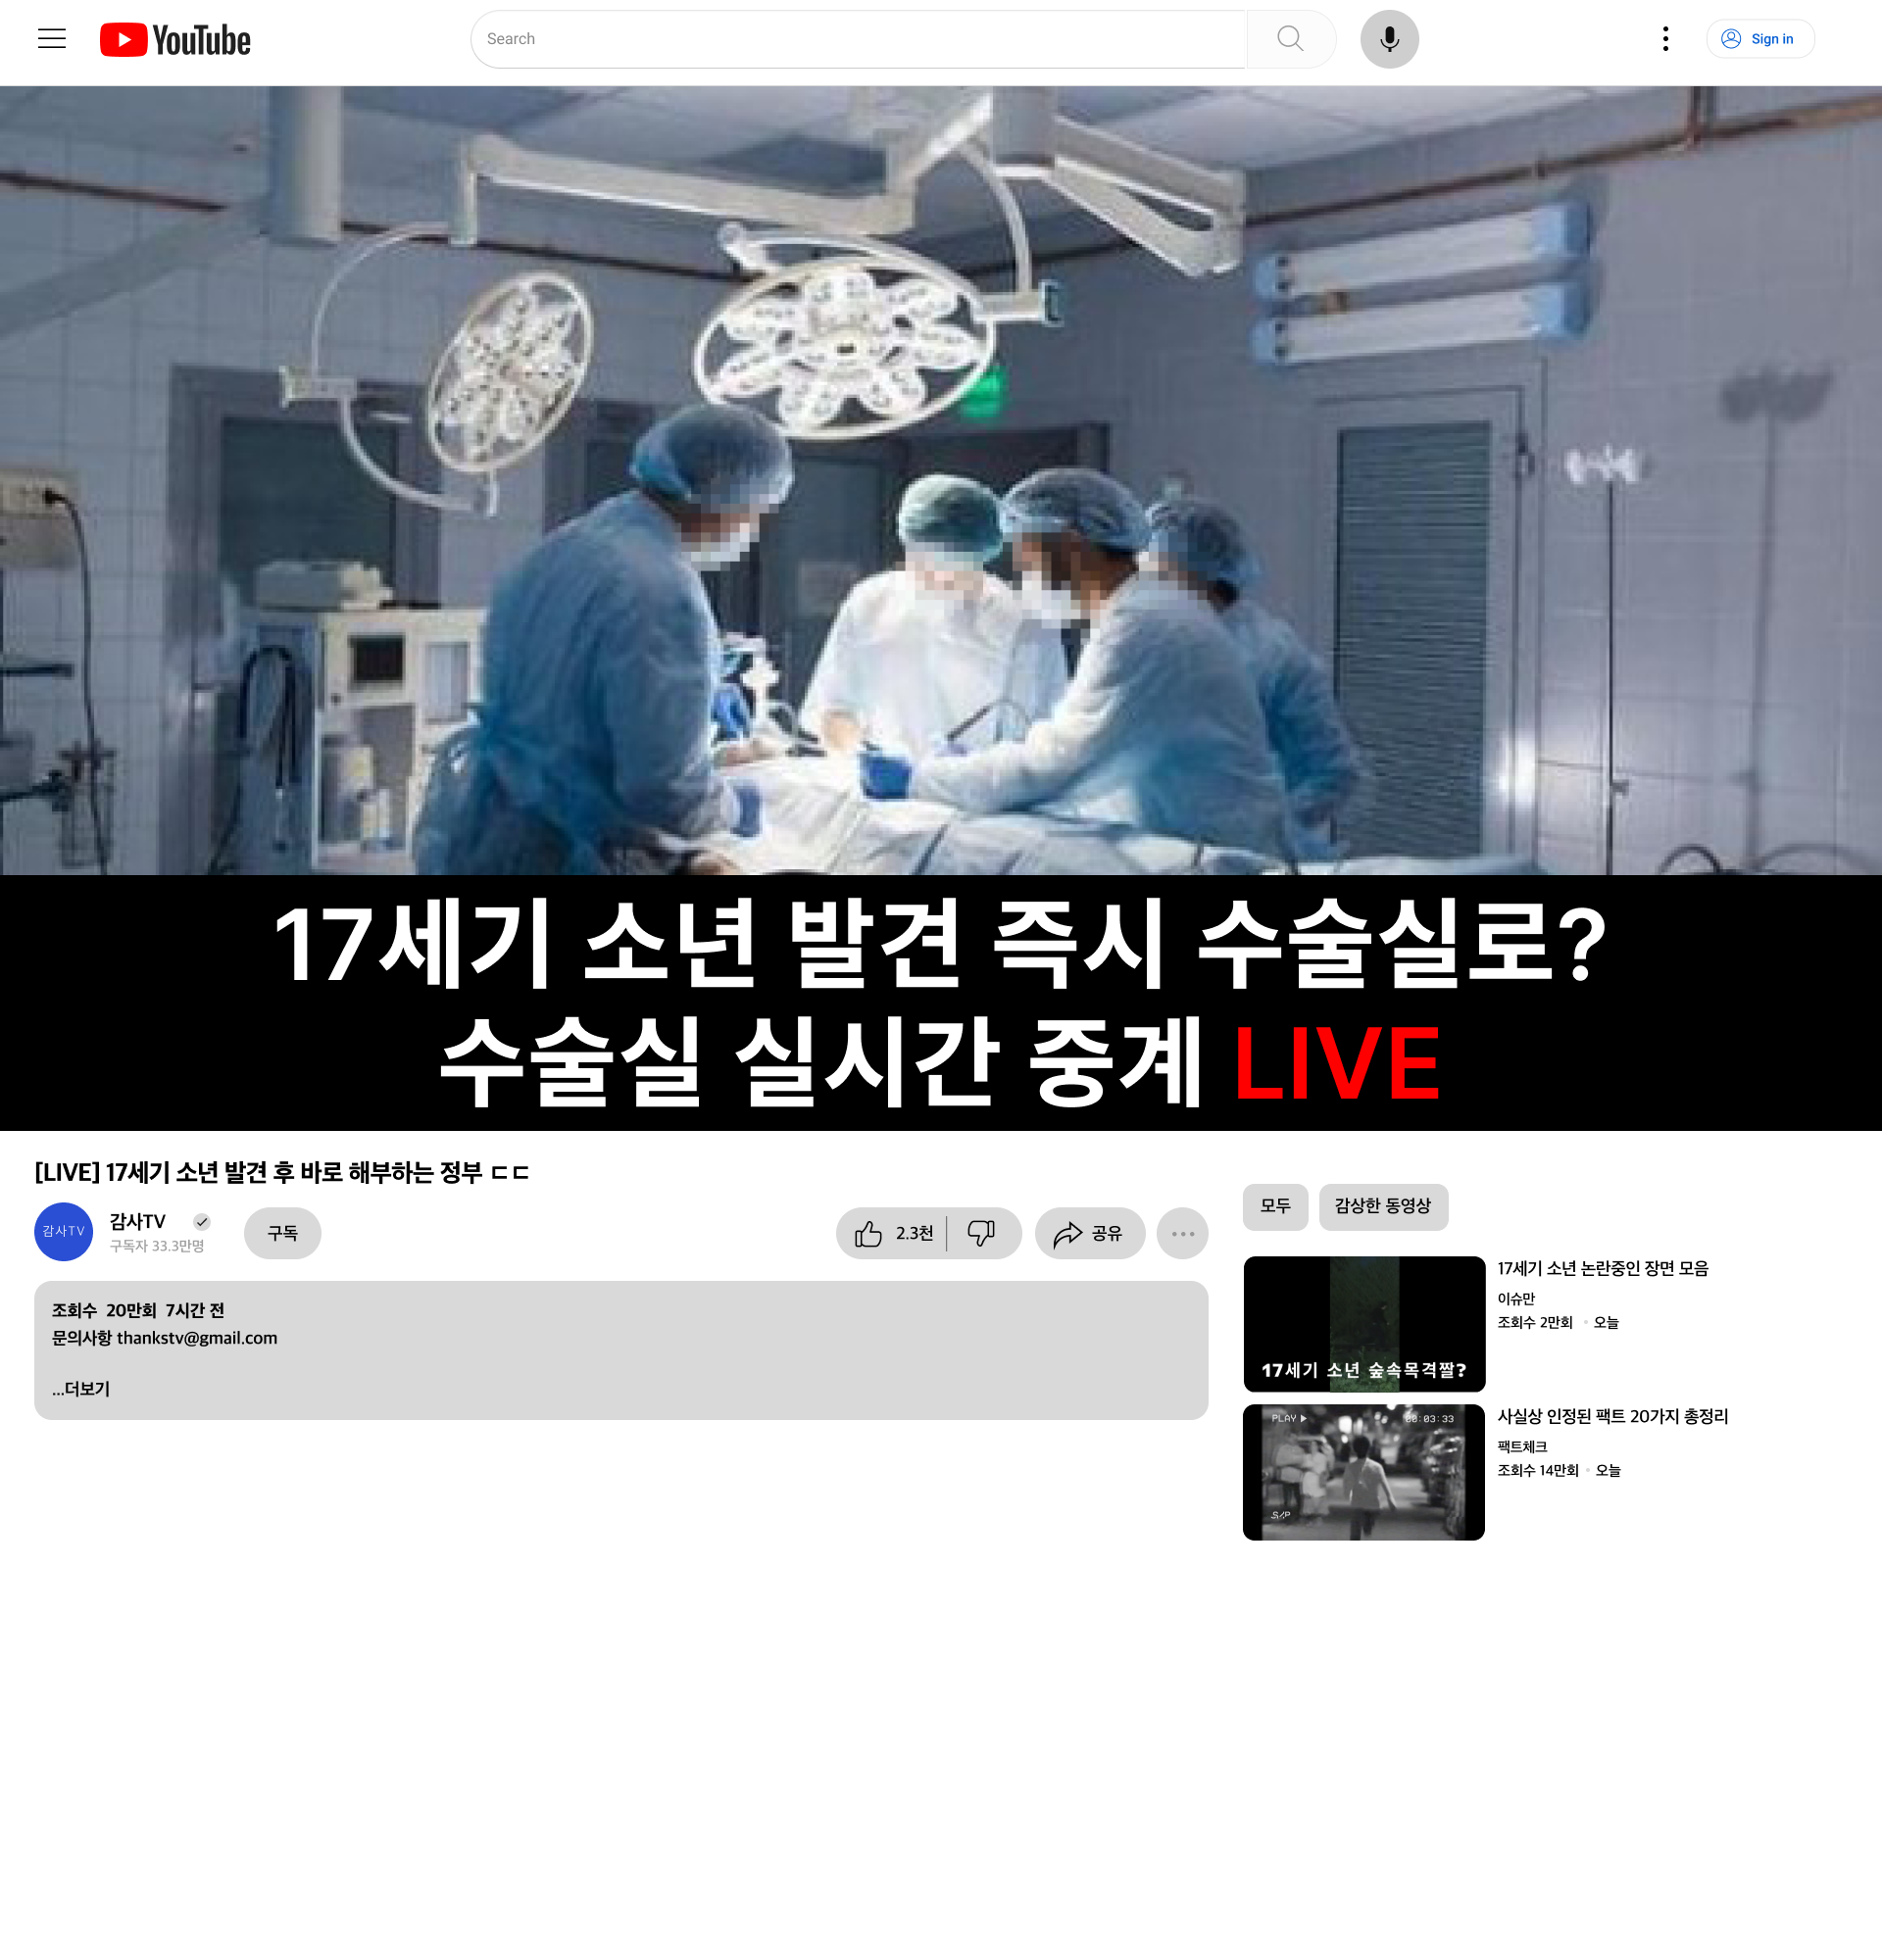 YouTube
Search
Sign in
17세기 소년 발견 즉시 수술실로?
수술실 실시간 중계 LIVE
[LIVE] 17세기 소년 발견 후 바로 해부하는 정부 ㄷㄷ
감사TV
감사TV
구독자 33.3만명
구독
2.3천
공유
조회수 20만회 7시간 전
문의사항 thankstv@gmail.com
...더보기
모두
감상한 동영상
17세기 소년 숲속목격짤?
17세기 소년 논란중인 장면 모음
이슈만
조회수 2만회 • 오늘
PLAY
00:03:33
사실상 인정된 팩트 20가지 총정리
팩트체크
조회수 14만회 • 오늘